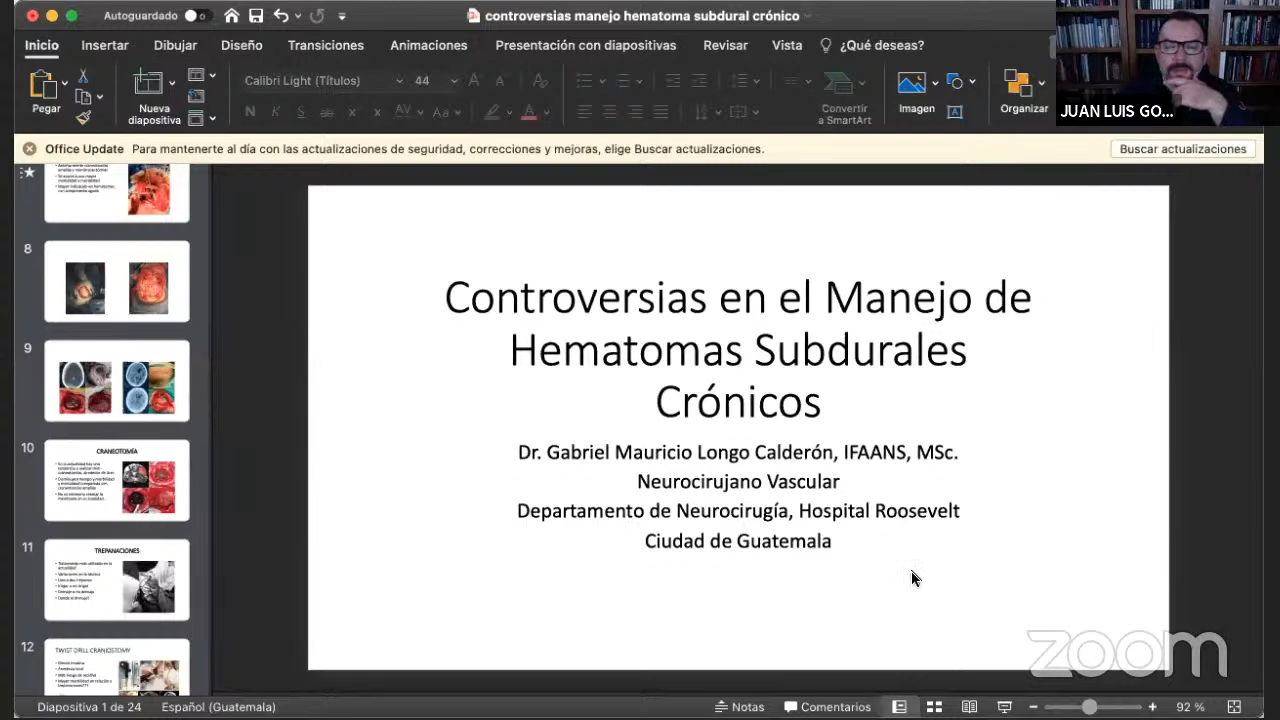 Autoguardado
controversias manejo hematoma subdural crónico
Inicio
Insertar
Dibujar
Diseño
Transiciones
Animaciones
Presentación con diapositivas
Revisar
Vista
¿Qué deseas?
Pegar
Nueva
diapositiva
Calibri Light (Títulos)
44
N
K
S
ab
x
x
AV
Aa
A
Convertir
a SmartArt
Imagen
Organizar
JUAN LUIS GO...
Office Update Para mantenerte al día con las actualizaciones de seguridad, correcciones y mejoras, elige Buscar actualizaciones.
Buscar actualizaciones
8
9
10
CRANEOTOMÍA
11
TREPANACIONES
12
TWIST DRILL CRANIOSTOMY
Controversias en el Manejo de
Hematomas Subdurales
Crónicos
Dr. Gabriel Mauricio Longo Calderón, IFAANS, MSc.
Neurocirujano Vascular
Departamento de Neurocirugía, Hospital Roosevelt
Ciudad de Guatemala
zoom
Diapositiva 1 de 24
Español (Guatemala)
Notas
Comentarios
92 %